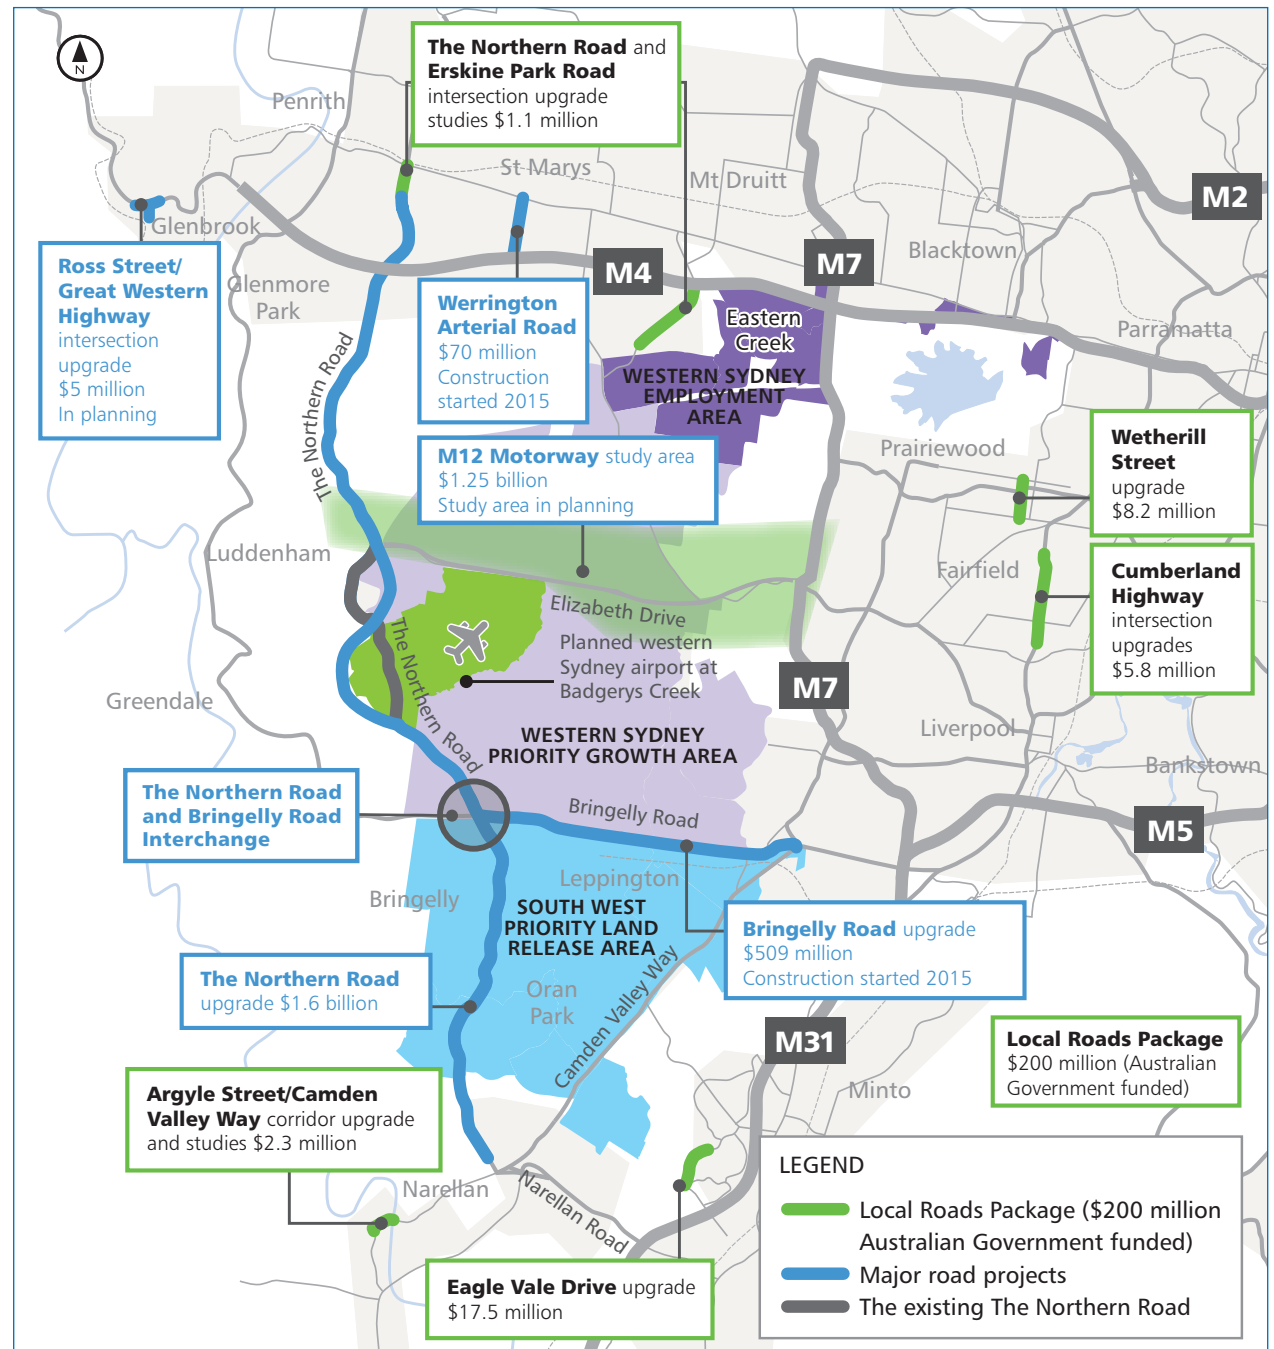 N
The Northern Road and
Erskine Park Road
intersection upgrade
studies $1.1 million
Penrith
St Marys
Mt Druitt
M2
Glenbrook
Blacktown
M7
M4
Ross Street/
Great Western
Highway
intersection
upgrade
$5 million
In planning
Glenmore
Park
Werrington
Arterial Road
$70 million
Construction
started 2015
Eastern
Creek
Parramatta
The Northern Road
WESTERN SYDNEY
EMPLOYMENT
AREA
M12 Motorway study area
$1.25 billion
Study area in planning
Prairiewood
Wetherill
Street
upgrade
$8.2 million
Luddenham
Fairfield
Cumberland
Highway
intersection
upgrades
$5.8 million
Elizabeth Drive
Planned western
Sydney airport at
Badgerys Creek
The Northern Road
M7
Greendale
WESTERN SYDNEY
PRIORITY GROWTH AREA
Liverpool
Bankstown
The Northern Road
and Bringelly Road
Interchange
Bringelly Road
M5
Bringelly
Leppington
SOUTH WEST
PRIORITY LAND
RELEASE AREA
Bringelly Road upgrade
$509 million
Construction started 2015
The Northern Road
upgrade $1.6 billion
Oran
Park
Camden Valley Way
M31
Local Roads Package
$200 million (Australian
Government funded)
Minto
Argyle Street/Camden
Valley Way corridor upgrade
and studies $2.3 million
Narellan
Narellan Road
Eagle Vale Drive upgrade
$17.5 million
LEGEND
Local Roads Package ($200 million
Australian Government funded)
Major road projects
The existing The Northern Road